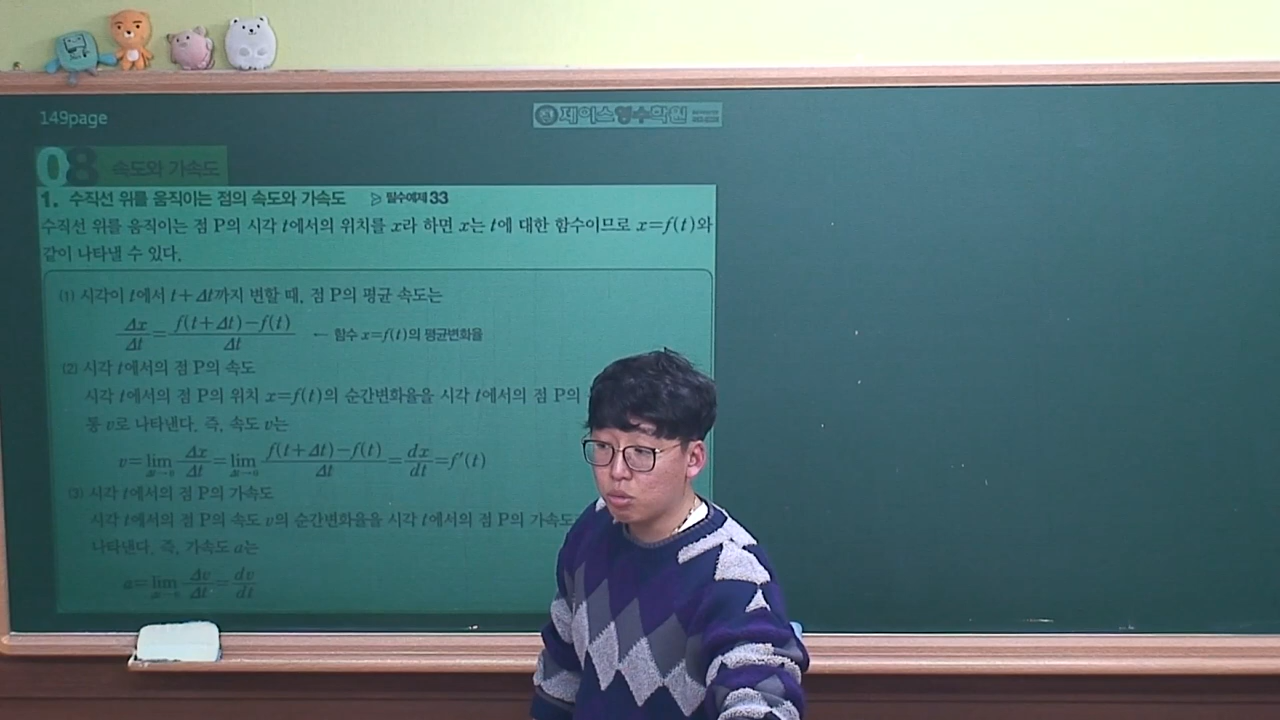 149page
제이스영수학원
08 속도와 가속도
1. 수직선 위를 움직이는 점의 속도와 가속도 ▷ 필수예제 33
수직선 위를 움직이는 점 P의 시각 t에서의 위치를 x라 하면 x는 t에 대한 함수이므로 x=f(t)와
같이 나타낼 수 있다.
(1) 시각이 t에서 t+Δt까지 변할 때, 점 P의 평균 속도는
Δx/Δt=f(t+Δt)-f(t)/Δt ← 함수 x=f(t)의 평균변화율
(2) 시각 t에서의 점 P의 속도
시각 t에서의 점 P의 위치 x=f(t)의 순간변화율을 시각 t에서의 점 P의
통 v로 나타낸다. 즉, 속도 v는
v=lim Δt→0 Δx/Δt=lim Δt→0 f(t+Δt)-f(t)/Δt=dx/dt=f′(t)
(3) 시각 t에서의 점 P의 가속도
시각 t에서의 점 P의 속도 v의 순간변화율을 시각 t에서의 점 P의 가속도
나타낸다. 즉, 가속도 a는
a=lim Δt→0 Δv/Δt=dv/dt